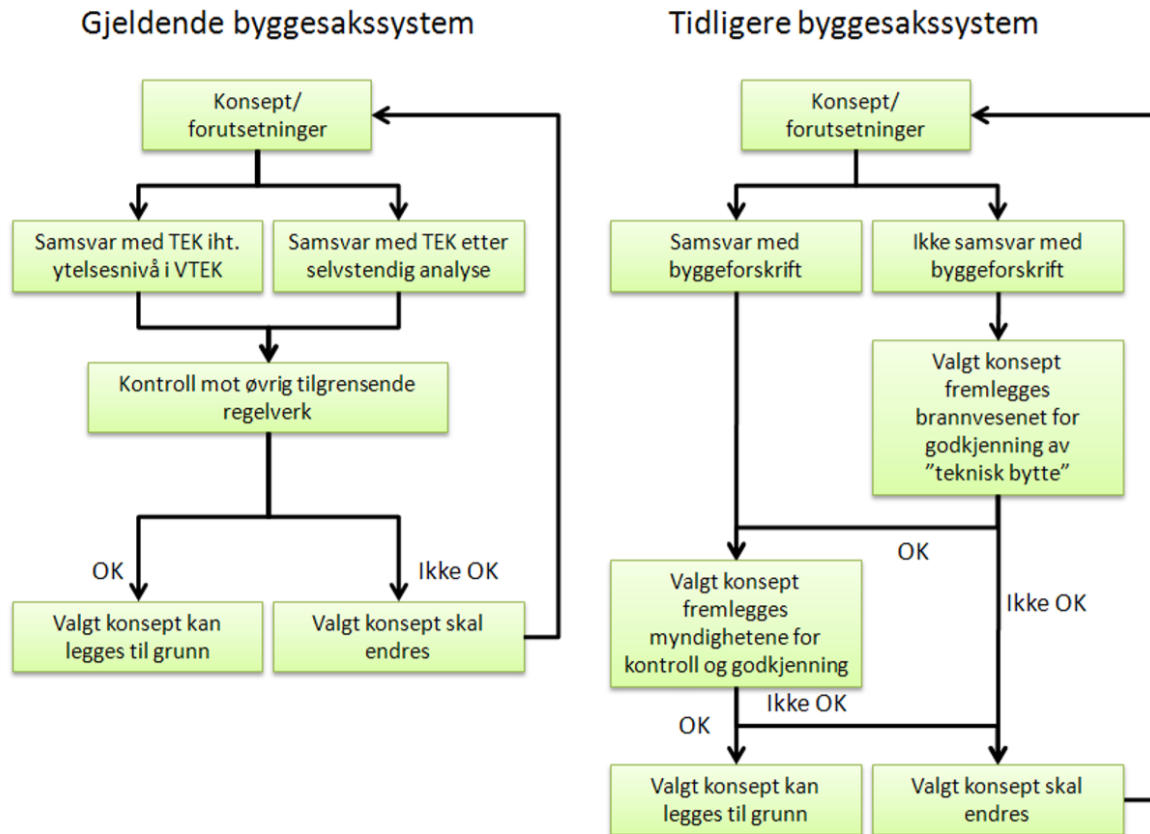 Gjeldende byggesakssystem
Konsept/
forutsetninger
Samsvar med TEK iht.
ytelsesnivå i VTEK
Samsvar med TEK etter
selvstendig analyse
Kontroll mot øvrig tilgrensende
regelverk
OK
Ikke OK
Valgt konsept kan
legges til grunn
Valgt konsept skal
endres
Tidligere byggesakssystem
Konsept/
forutsetninger
Samsvar med
byggeforskrift
Ikke samsvar med
byggeforskrift
Valgt konsept
fremlegges
brannvesenet for
godkjenning av
”teknisk bytte”
OK
Ikke OK
Valgt konsept
fremlegges
myndighetene for
kontroll og godkjenning
Ikke OK
OK
Valgt konsept kan
legges til grunn
Valgt konsept skal
endres